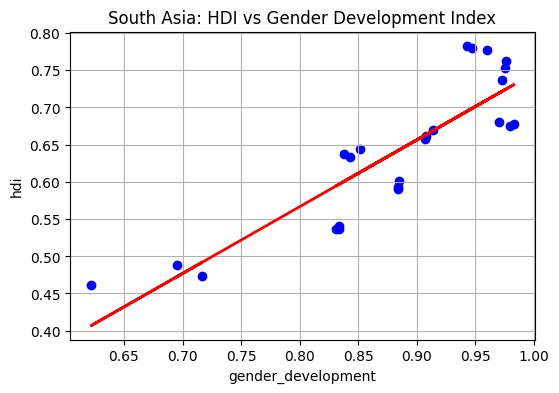 South Asia: HDI vs Gender Development Index
0.80
0.75
0.70
0.65
0.60
0.55
0.50
0.45
0.40
hdi
0.65 0.70 0.75 0.80 0.85 0.90 0.95 1.00
gender_development